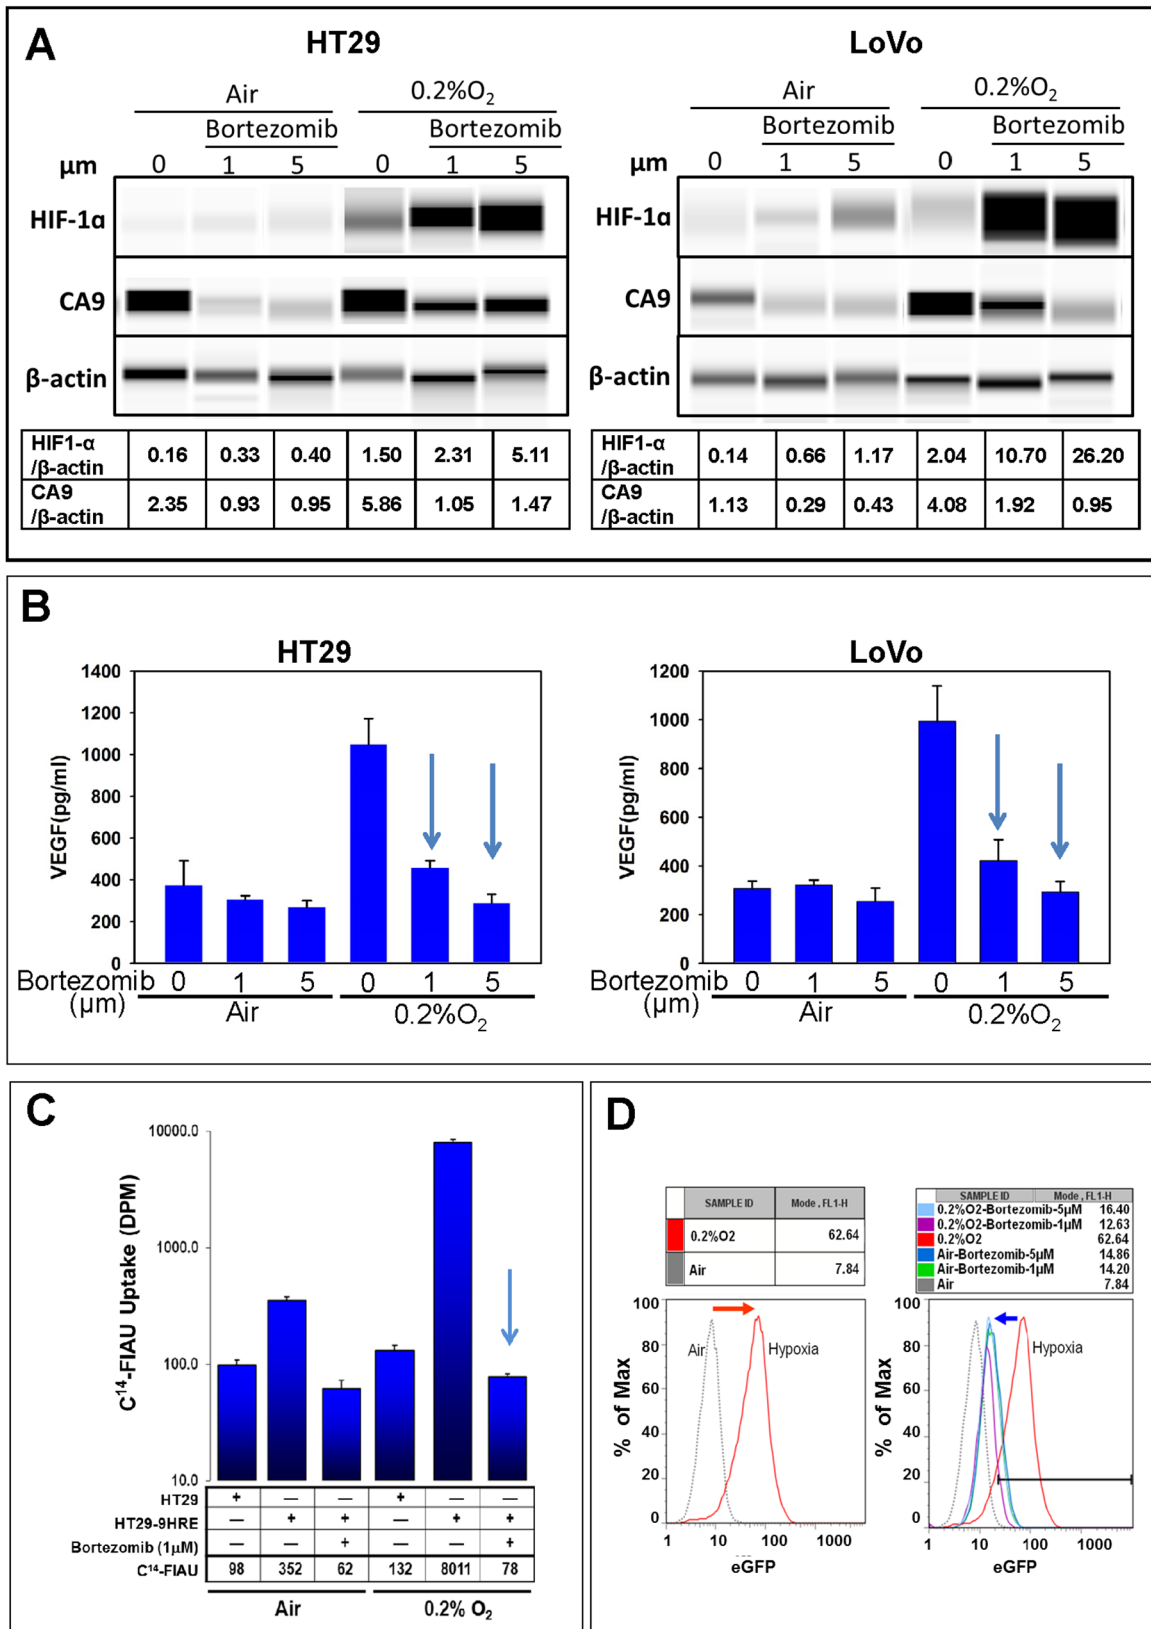 A
HT29
LoVo
Air
0.2%O₂
Air
0.2%O₂
Bortezomib
Bortezomib
Bortezomib
Bortezomib
μm 0 1 5 0 1 5
μm 0 1 5 0 1 5
HIF-1α
HIF-1α
CA9
CA9
β-actin
β-actin
HIF1-α /β-actin 0.16 0.33 0.40 1.50 2.31 5.11
CA9 /β-actin 2.35 0.93 0.95 5.86 1.05 1.47
HIF1-α /β-actin 0.14 0.66 1.17 2.04 10.70 26.20
CA9 /β-actin 1.13 0.29 0.43 4.08 1.92 0.95
B
HT29
VEGF(pg/ml)
1400
1200
1000
800
600
400
200
0
Bortezomib 0 1 5 0 1 5
(μm)
Air
0.2%O₂
LoVo
VEGF(pg/ml)
1200
1000
800
600
400
200
0
Bortezomib 0 1 5 0 1 5
(μm)
Air
0.2%O₂
C
C¹⁴-FIAU Uptake (DPM)
10000.0
1000.0
100.0
10.0
HT29 + — — + — —
HT29-9HRE — + + — + +
Bortezomib (1μM) — — + — — +
C¹⁴-FIAU 98 352 62 132 8011 78
Air
0.2% O₂
D
SAMPLE ID Mode , FL1-H
0.2%O2 62.64
Air 7.84
% of Max
100
80
60
40
20
0
Air
Hypoxia
1 10 100 1000
eGFP
SAMPLE ID Mode , FL1-H
0.2%O2-Bortezomib-5μM 16.40
0.2%O2-Bortezomib-1μM 12.63
0.2%O2 62.64
Air-Bortezomib-5μM 14.86
Air-Bortezomib-1μM 14.20
Air 7.84
% of Max
100
80
60
40
20
0
Hypoxia
1 10 100 1000
eGFP